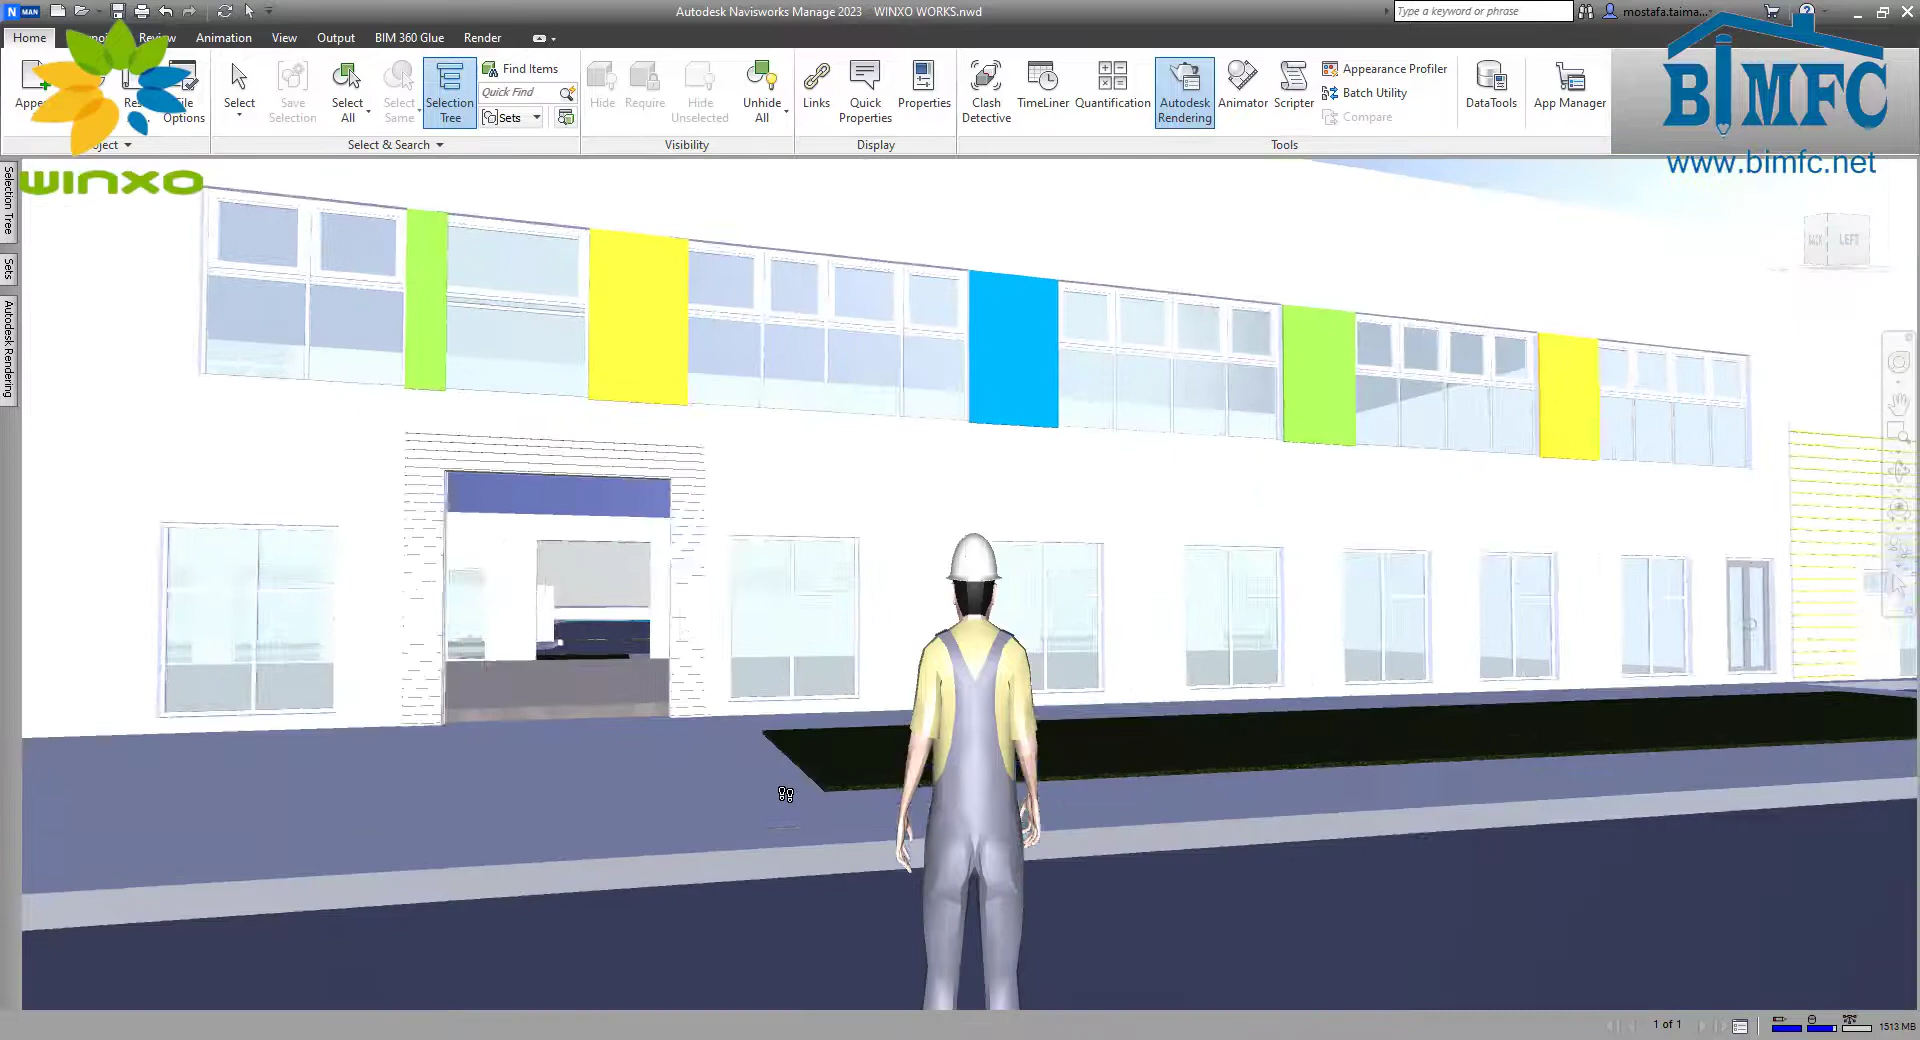 MAN
Autodesk Navisworks Manage 2023 WINXO WORKS.nwd
Type a keyword or phrase
mostafa.taima...
Home
Review
Animation
View
Output
BIM 360 Glue
Render
Select
Save Selection
Select All
Select Same
Selection Tree
Find Items
Quick Find
Sets
Hide
Require
Hide Unselected
Unhide All
Links
Quick Properties
Properties
Clash Detective
TimeLiner
Quantification
Autodesk Rendering
Animator
Scripter
Appearance Profiler
Batch Utility
Compare
DataTools
App Manager
Options
Select & Search
Visibility
Display
Tools
BIMFC
www.bimfc.net
winxo
Selection Tree
Sets
Autodesk Rendering
LEFT
1 of 1
1513 MB